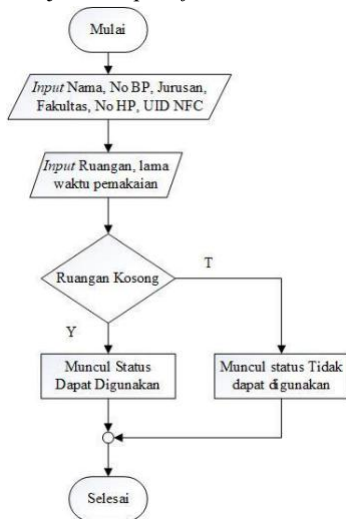 Mulai
Input Nama, No BP, Jurusan,
Fakultas, No HP, UID NFC
Input Ruangan, lama
waktu pemakaian
Ruangan Kosong
T
Y
Muncul Status
Dapat Digunakan
Muncul status Tidak
dapat digunakan
Selesai